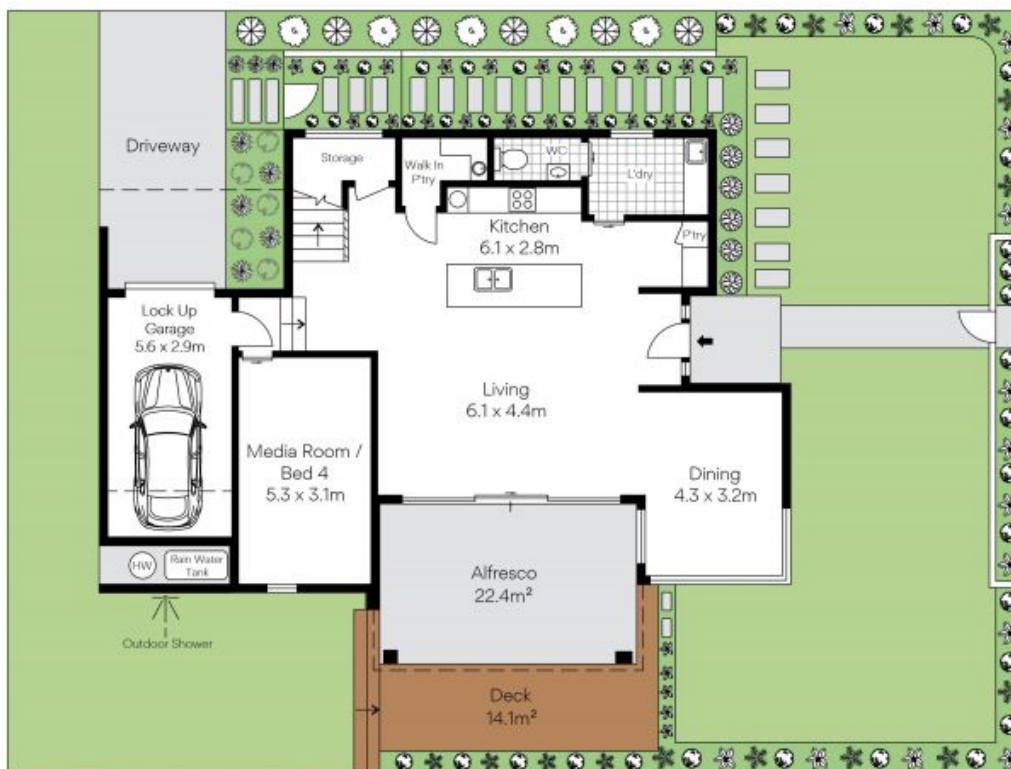 Driveway
Storage
Walk In
P'try
WC
L'dry
Kitchen
6.1 x 2.8m
P'try
Lock Up
Garage
5.6 x 2.9m
Living
6.1 x 4.4m
Media Room /
Bed 4
5.3 x 3.1m
Dining
4.3 x 3.2m
HW
Rain Water
Tank
Alfresco
22.4m²
Outdoor Shower
Deck
14.1m²